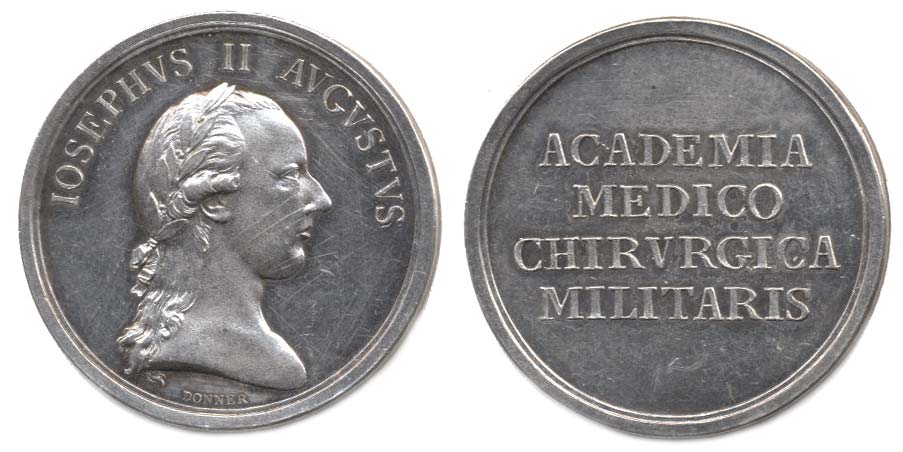 IOSEPHVS II AVGVSTVS
DONNER
ACADEMIA
MEDICO
CHIRVRGICA
MILITARIS